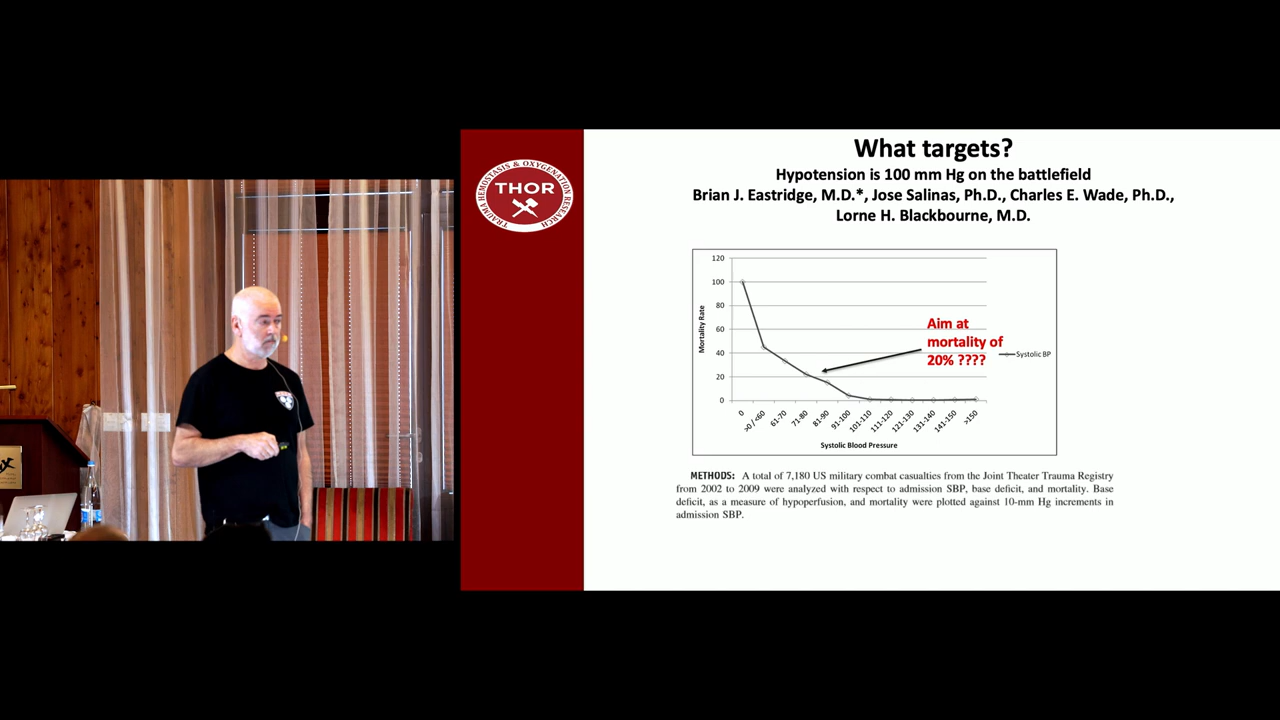 What targets?
Hypotension is 100 mm Hg on the battlefield
Brian J. Eastridge, M.D.*, Jose Salinas, Ph.D., Charles E. Wade, Ph.D.,
Lorne H. Blackbourne, M.D.
TRAUMA HEMOSTASIS & OXYGENATION RESEARCH
THOR
120
100
80
60
40
20
0
Mortality Rate
Aim at
mortality of
20% ????
Systolic BP
0
>0 / <60
61-70
71-80
81-90
91-100
101-110
111-120
121-130
131-140
141-150
>150
Systolic Blood Pressure
METHODS: A total of 7,180 US military combat casualties from the Joint Theater Trauma Registry
from 2002 to 2009 were analyzed with respect to admission SBP, base deficit, and mortality. Base
deficit, as a measure of hypoperfusion, and mortality were plotted against 10-mm Hg increments in
admission SBP.